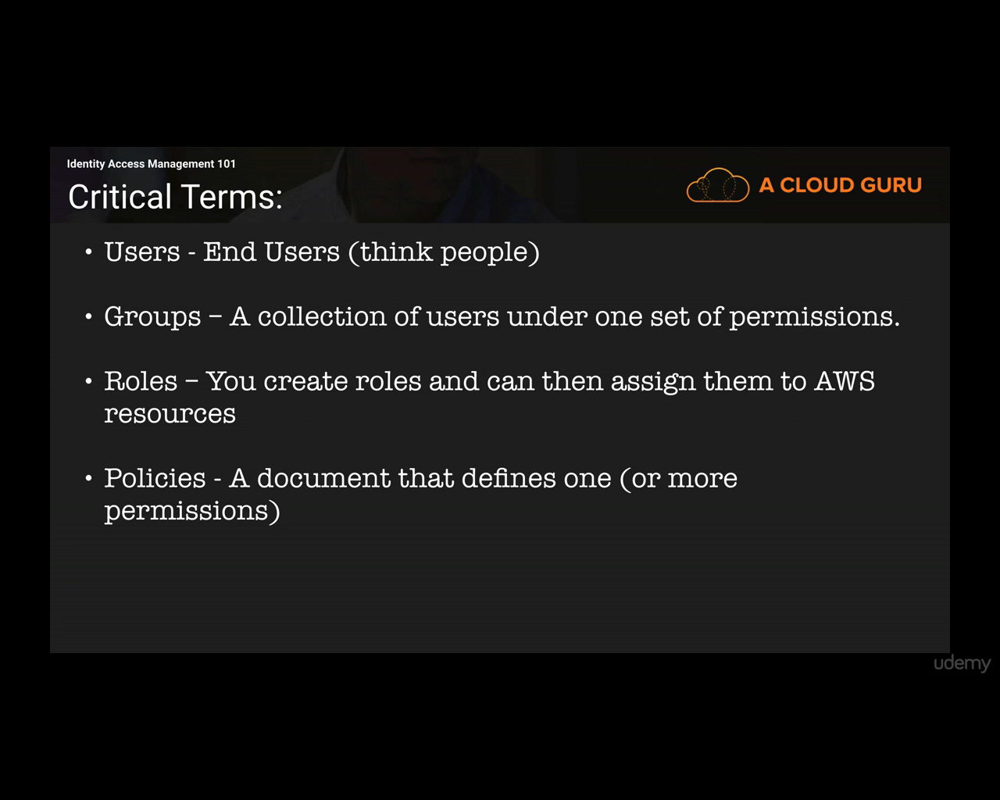 Identity Access Management 101
Critical Terms:
A CLOUD GURU
• Users - End Users (think people)
• Groups – A collection of users under one set of permissions.
• Roles – You create roles and can then assign them to AWS
resources
• Policies - A document that defines one (or more
permissions)
udemy